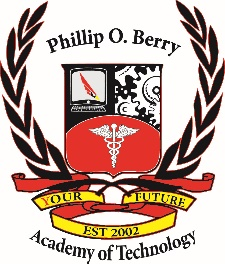 Phillip O. Berry
YOUR FUTURE
EST 2002
Academy of Technology